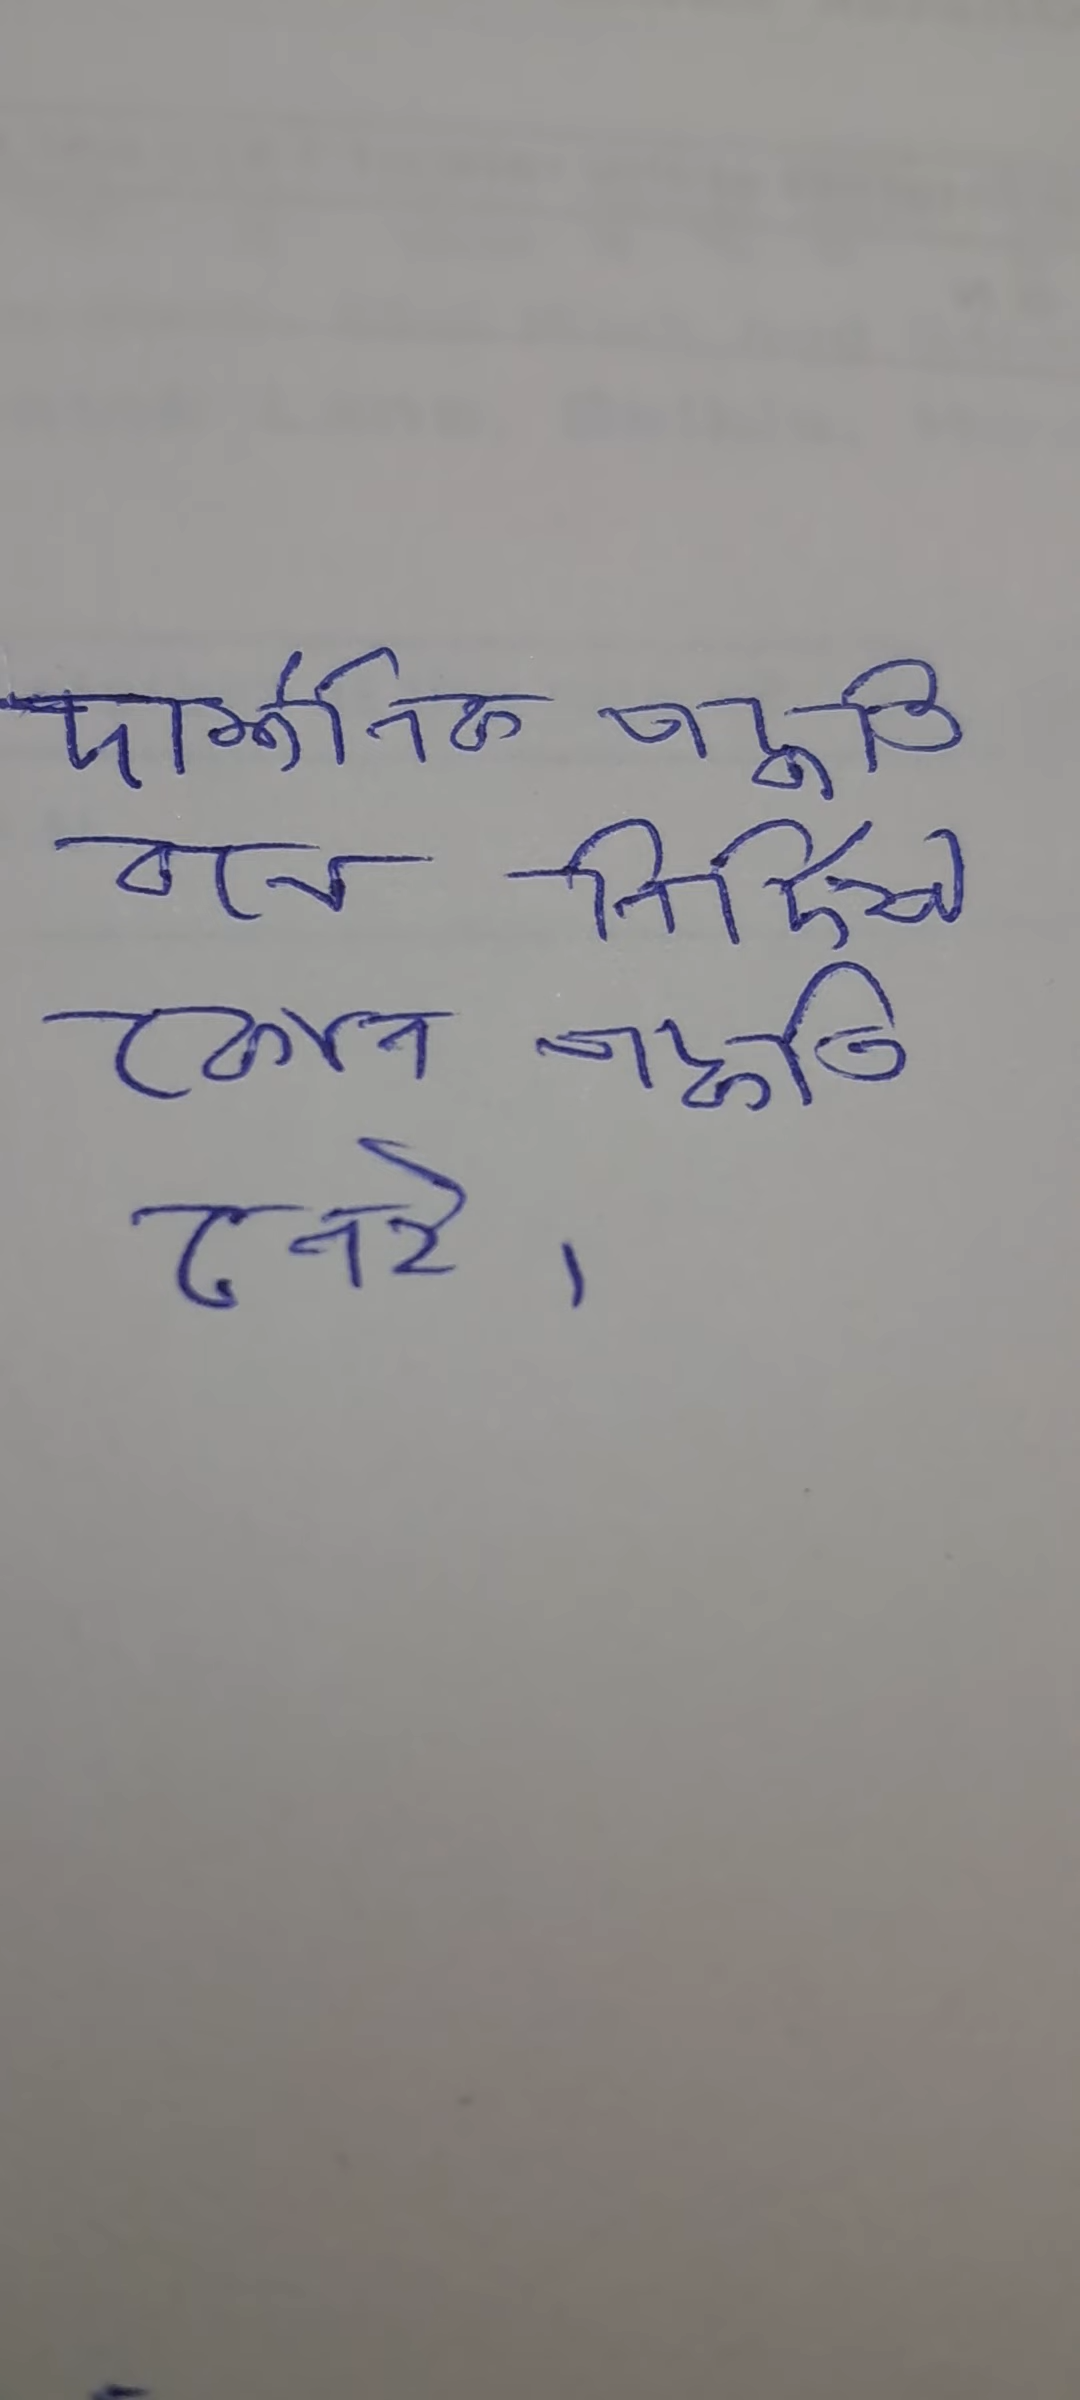 দার্শনিক পদ্ধতি
বলে নির্দিষ্ট
কোন পদ্ধতি
নেই।